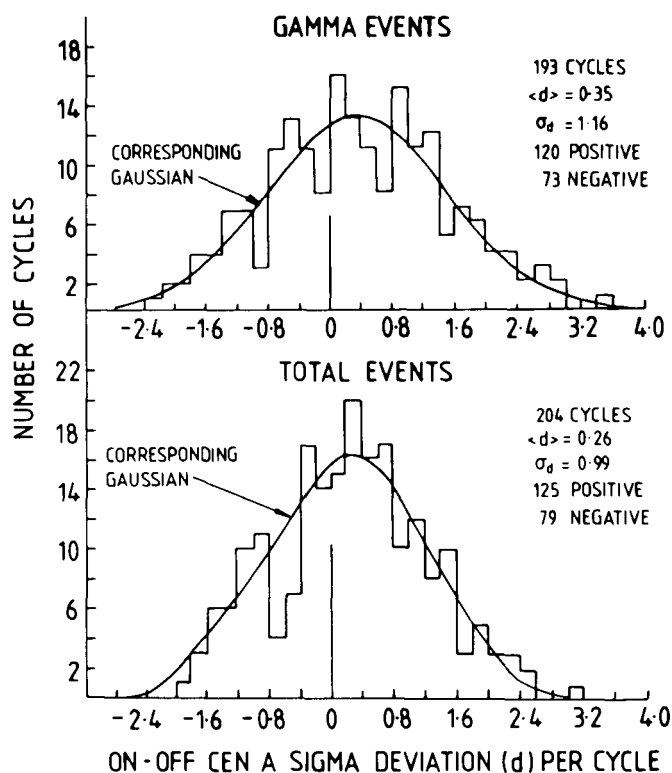 GAMMA EVENTS
193 CYCLES
<d> = 0·35
σd = 1·16
120 POSITIVE
73 NEGATIVE
CORRESPONDING
GAUSSIAN
18
14
10
6
2
-2·4 -1·6 -0·8 0 0·8 1·6 2·4 3·2 4·0
NUMBER OF CYCLES
TOTAL EVENTS
204 CYCLES
<d> = 0·26
σd = 0·99
125 POSITIVE
79 NEGATIVE
CORRESPONDING
GAUSSIAN
22
18
14
10
6
2
-2·4 -1·6 -0·8 0 0·8 1·6 2·4 3·2 4·0
ON-OFF CEN A SIGMA DEVIATION (d) PER CYCLE